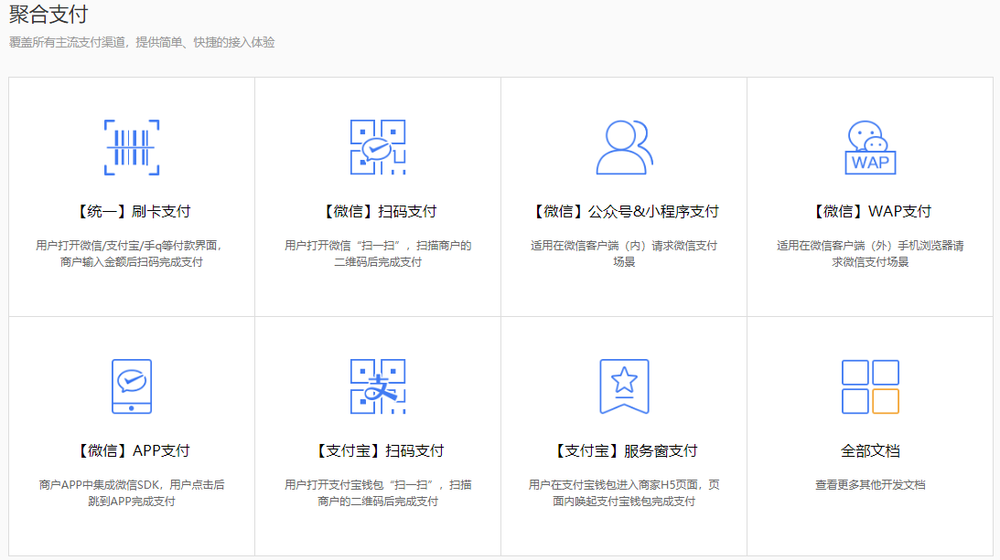 聚合支付
覆盖所有主流支付渠道，提供简单、快捷的接入体验
【统一】刷卡支付
用户打开微信/支付宝/手q等付款界面，
商户输入金额后扫码完成支付
【微信】扫码支付
用户打开微信“扫一扫”，扫描商户的
二维码后完成支付
【微信】公众号&小程序支付
适用在微信客户端（内）请求微信支付
场景
WAP
【微信】WAP支付
适用在微信客户端（外）手机浏览器请
求微信支付场景
【微信】APP支付
商户APP中集成微信SDK，用户点击后
跳到APP完成支付
支
【支付宝】扫码支付
用户打开支付宝钱包“扫一扫”，扫描
商户的二维码后完成支付
【支付宝】服务窗支付
用户在支付宝钱包进入商家H5页面，页
面内唤起支付宝钱包完成支付
全部文档
查看更多其他开发文档